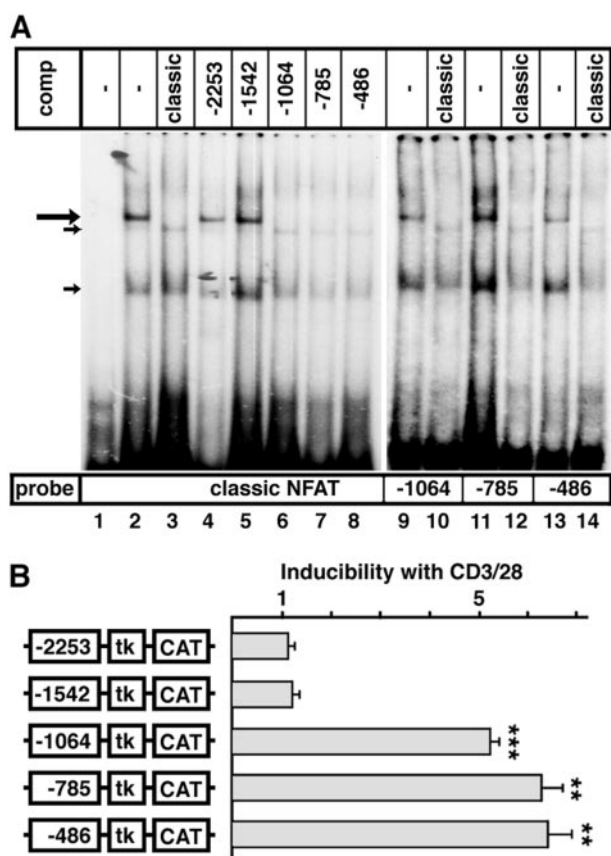 A
comp - - classic -2253 -1542 -1064 -785 -486 - classic - classic - classic
probe classic NFAT -1064 -785 -486
1 2 3 4 5 6 7 8 9 10 11 12 13 14
B
Inducibility with CD3/28
1 5
-2253 tk CAT
-1542 tk CAT
-1064 tk CAT ***
-785 tk CAT **
-486 tk CAT **